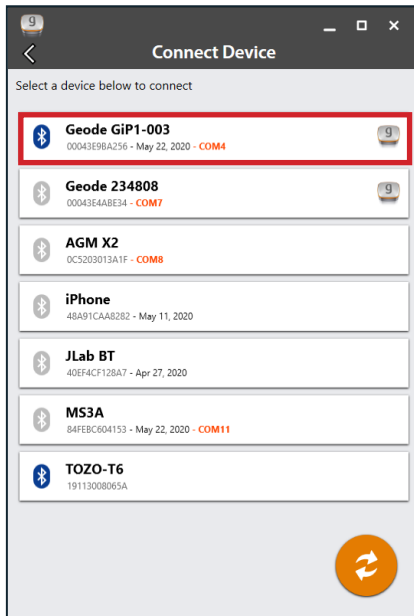 g
Connect Device
Select a device below to connect
Geode GiP1-003
g
00043E9BA256 - May 22, 2020 - COM4
Geode 234808
g
00043E4ABE34 - COM7
AGM X2
0C5203013A1F - COM8
iPhone
48A91CAA8282 - May 11, 2020
JLab BT
40EF4CF128A7 - Apr 27, 2020
MS3A
84FEBC604153 - May 22, 2020 - COM11
TOZO-T6
19113008065A